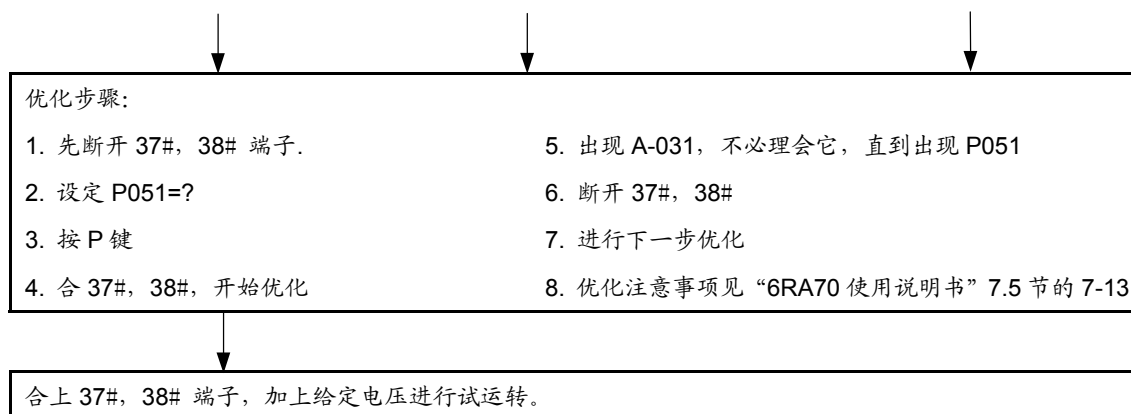 优化步骤:
1. 先断开 37#，38# 端子.
2. 设定 P051=?
3. 按 P 键
4. 合 37#，38#，开始优化
5. 出现 A-031，不必理会它，直到出现 P051
6. 断开 37#，38#
7. 进行下一步优化
8. 优化注意事项见“6RA70 使用说明书”7.5 节的 7-13
合上 37#，38# 端子，加上给定电压进行试运转。